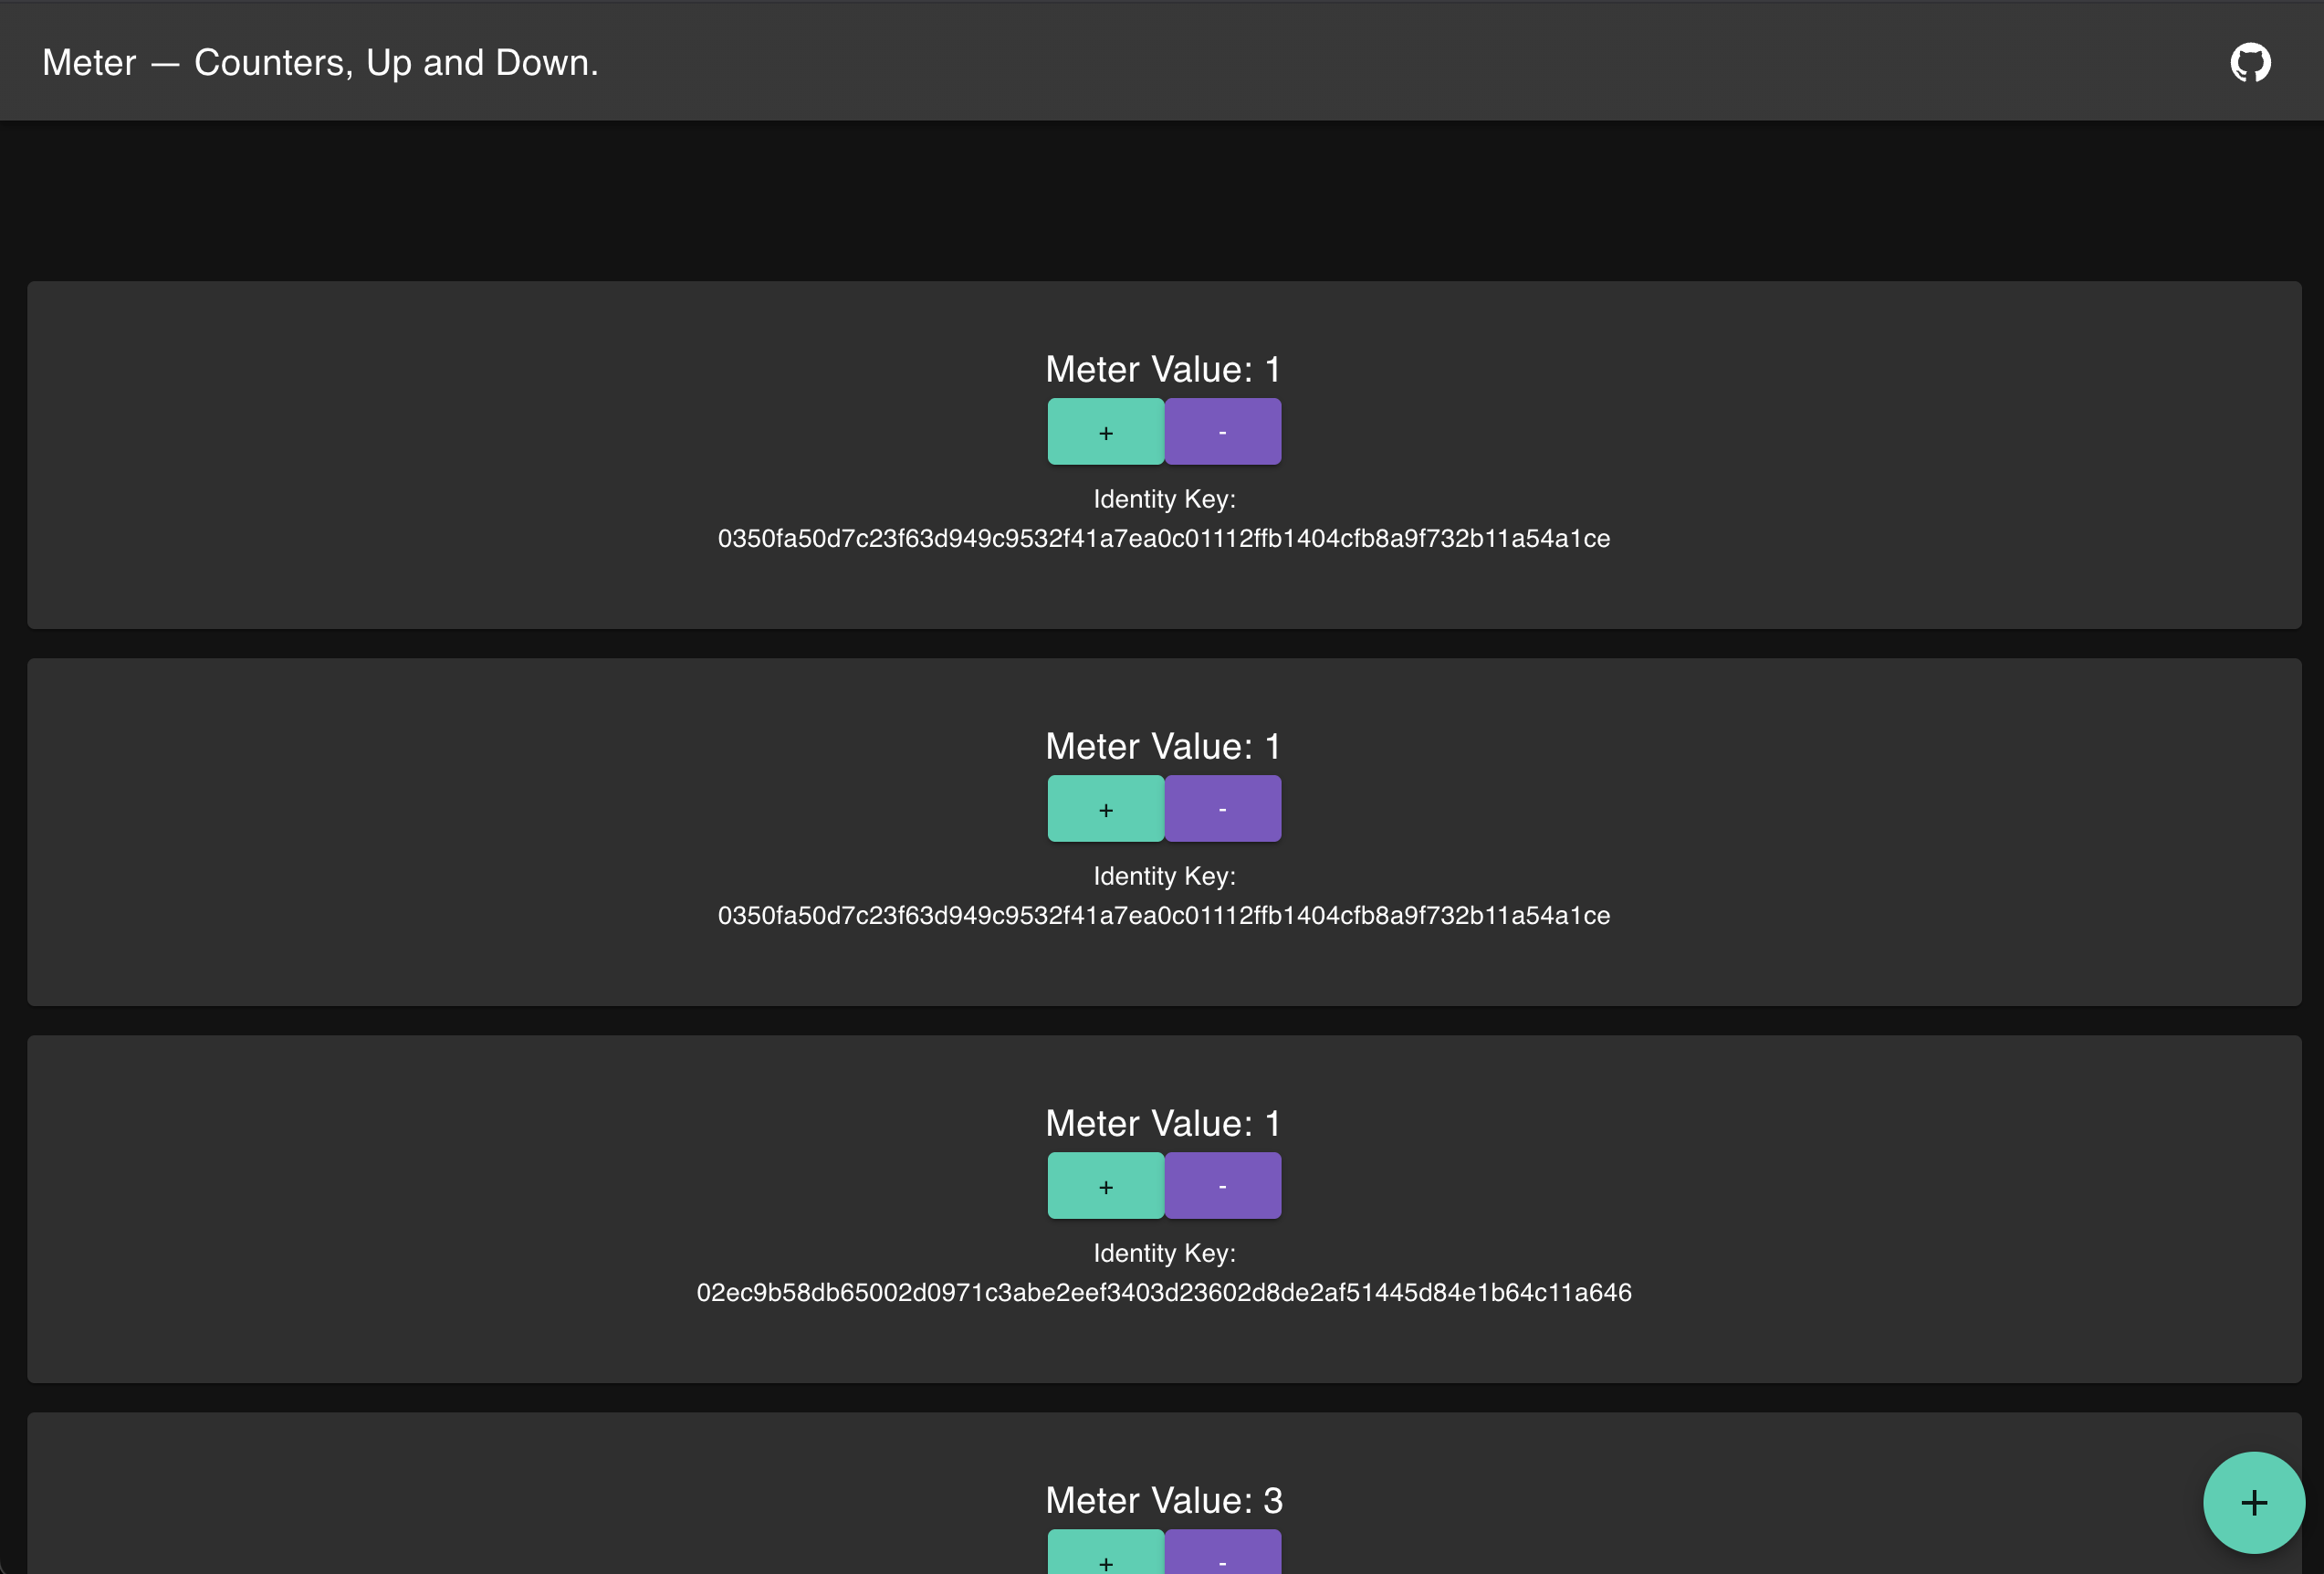 Meter — Counters, Up and Down.
Meter Value: 1
+ -
Identity Key:
0350fa50d7c23f63d949c9532f41a7ea0c01112ffb1404cfb8a9f732b11a54a1ce
Meter Value: 1
+ -
Identity Key:
0350fa50d7c23f63d949c9532f41a7ea0c01112ffb1404cfb8a9f732b11a54a1ce
Meter Value: 1
+ -
Identity Key:
02ec9b58db65002d0971c3abe2eef3403d23602d8de2af51445d84e1b64c11a646
Meter Value: 3
+ -
+